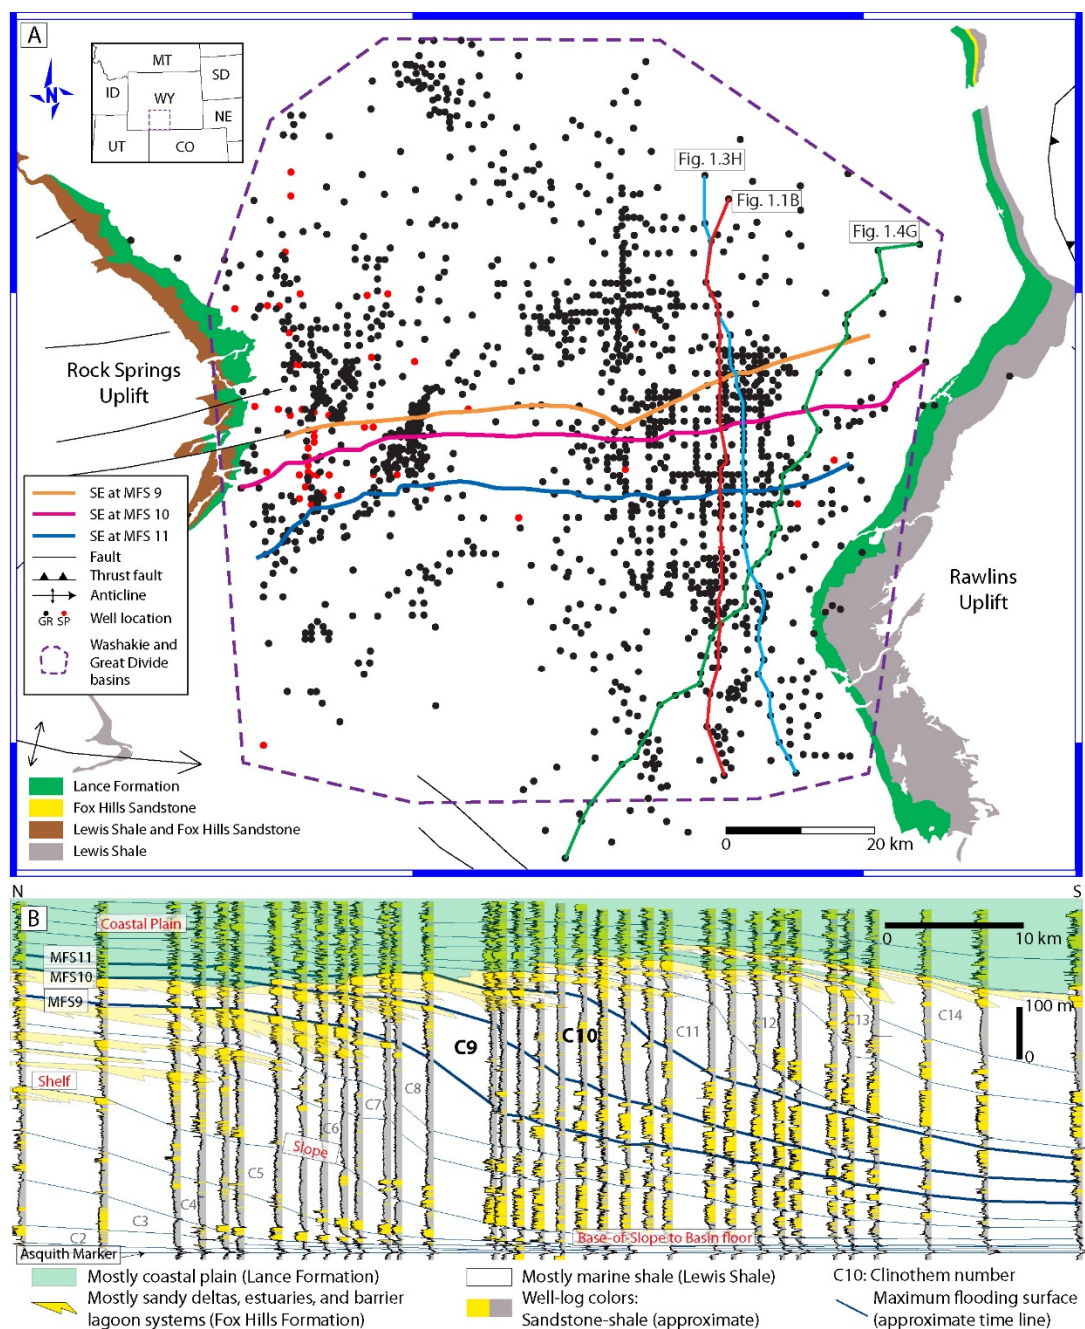 A
MT
ID
WY
SD
NE
UT
CO
N
Fig. 1.3H
Fig. 1.1B
Fig. 1.4G
Rock Springs
Uplift
Rawlins
Uplift
SE at MFS 9
SE at MFS 10
SE at MFS 11
Fault
Thrust fault
Anticline
GR SP Well location
Washakie and
Great Divide
basins
Lance Formation
Fox Hills Sandstone
Lewis Shale and Fox Hills Sandstone
Lewis Shale
0 20 km
N S
B
Coastal Plain
0 10 km
MFS11
MFS10
MFS9
100 m
0
C9
C10
C11
C12
C13
C14
Shelf
C8
C7
C6
Slope
C5
C4
C3
C2
Base-of-Slope to Basin floor
Asquith Marker
Mostly coastal plain (Lance Formation)
Mostly sandy deltas, estuaries, and barrier
lagoon systems (Fox Hills Formation)
Mostly marine shale (Lewis Shale)
Well-log colors:
Sandstone-shale (approximate)
C10: Clinothem number
Maximum flooding surface
(approximate time line)